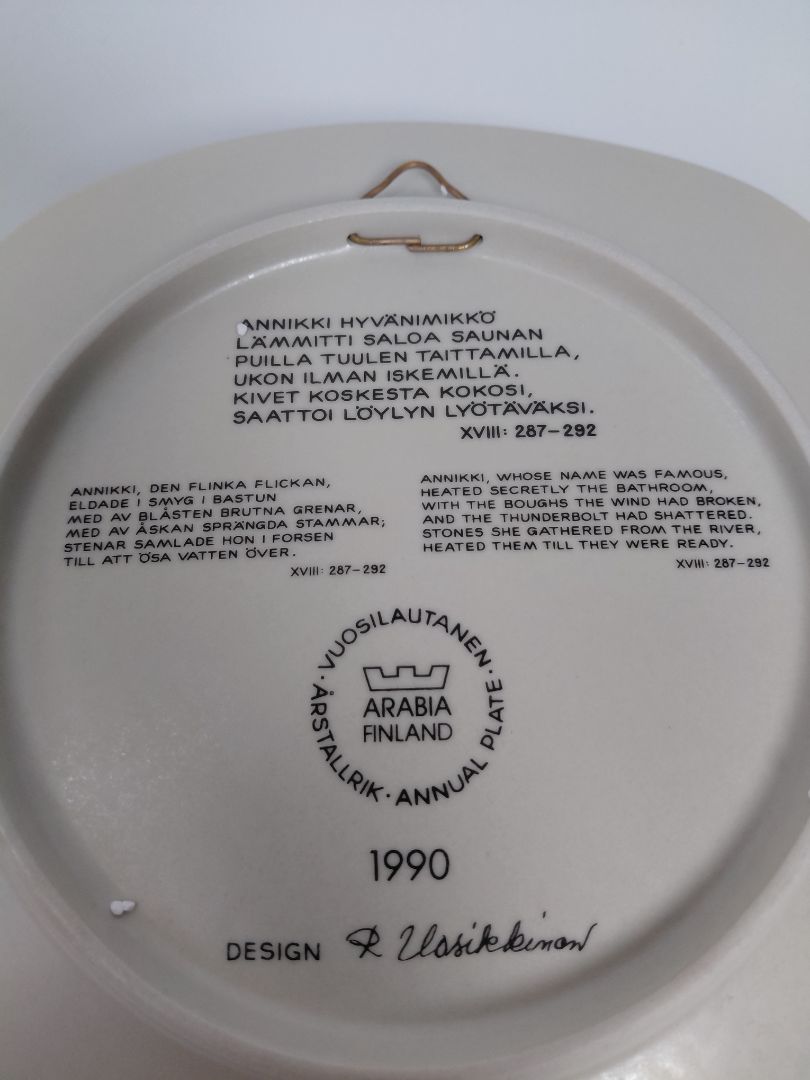 ANNIKKI HYVÄNIMIKKÖ
LÄMMITTI SALOA SAUNAN
PUILLA TUULEN TAITTAMILLA,
UKON ILMAN ISKEMILLÄ.
KIVET KOSKESTA KOKOSI,
SAATTOI LÖYLYN LYÖTÄVÄKSI.
XVIII: 287-292
ANNIKKI, DEN FLINKA FLICKAN,
ELDADE I SMYG I BASTUN
MED AV BLÅSTEN BRUTNA GRENAR,
MED AV ÅSKAN SPRÄNGDA STAMMAR;
STENAR SAMLADE HON I FORSEN
TILL ATT ÖSA VATTEN ÖVER.
XVIII: 287-292
ANNIKKI, WHOSE NAME WAS FAMOUS,
HEATED SECRETLY THE BATHROOM,
WITH THE BOUGHS THE WIND HAD BROKEN,
AND THE THUNDERBOLT HAD SHATTERED.
STONES SHE GATHERED FROM THE RIVER,
HEATED THEM TILL THEY WERE READY.
XVIII: 287-292
· VUOSILAUTANEN · ANNUAL PLATE · ÅRSTALLRIK
ARABIA
FINLAND
1990
DESIGN R Uosikkinen